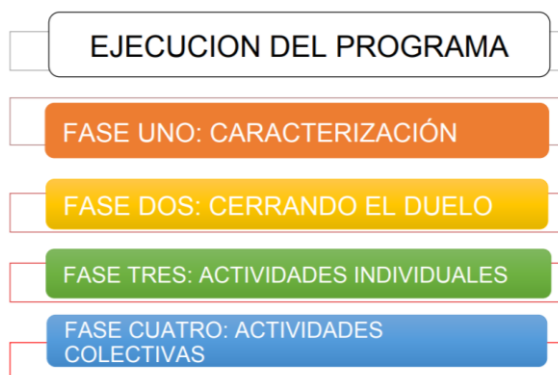 EJECUCION DEL PROGRAMA
FASE UNO: CARACTERIZACIÓN
FASE DOS: CERRANDO EL DUELO
FASE TRES: ACTIVIDADES INDIVIDUALES
FASE CUATRO: ACTIVIDADES
COLECTIVAS